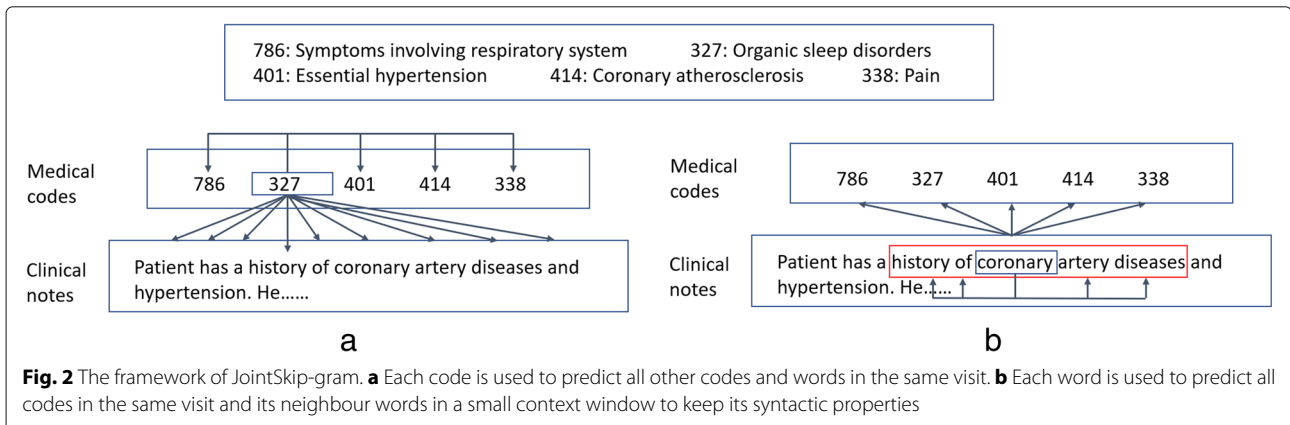 786: Symptoms involving respiratory system 327: Organic sleep disorders
401: Essential hypertension 414: Coronary atherosclerosis 338: Pain
Medical
codes
786 327 401 414 338
Clinical
notes
Patient has a history of coronary artery diseases and
hypertension. He......
a
Medical
codes
786 327 401 414 338
Clinical
notes
Patient has a history of coronary artery diseases and
hypertension. He......
b
Fig. 2 The framework of JointSkip-gram. a Each code is used to predict all other codes and words in the same visit. b Each word is used to predict all
codes in the same visit and its neighbour words in a small context window to keep its syntactic properties